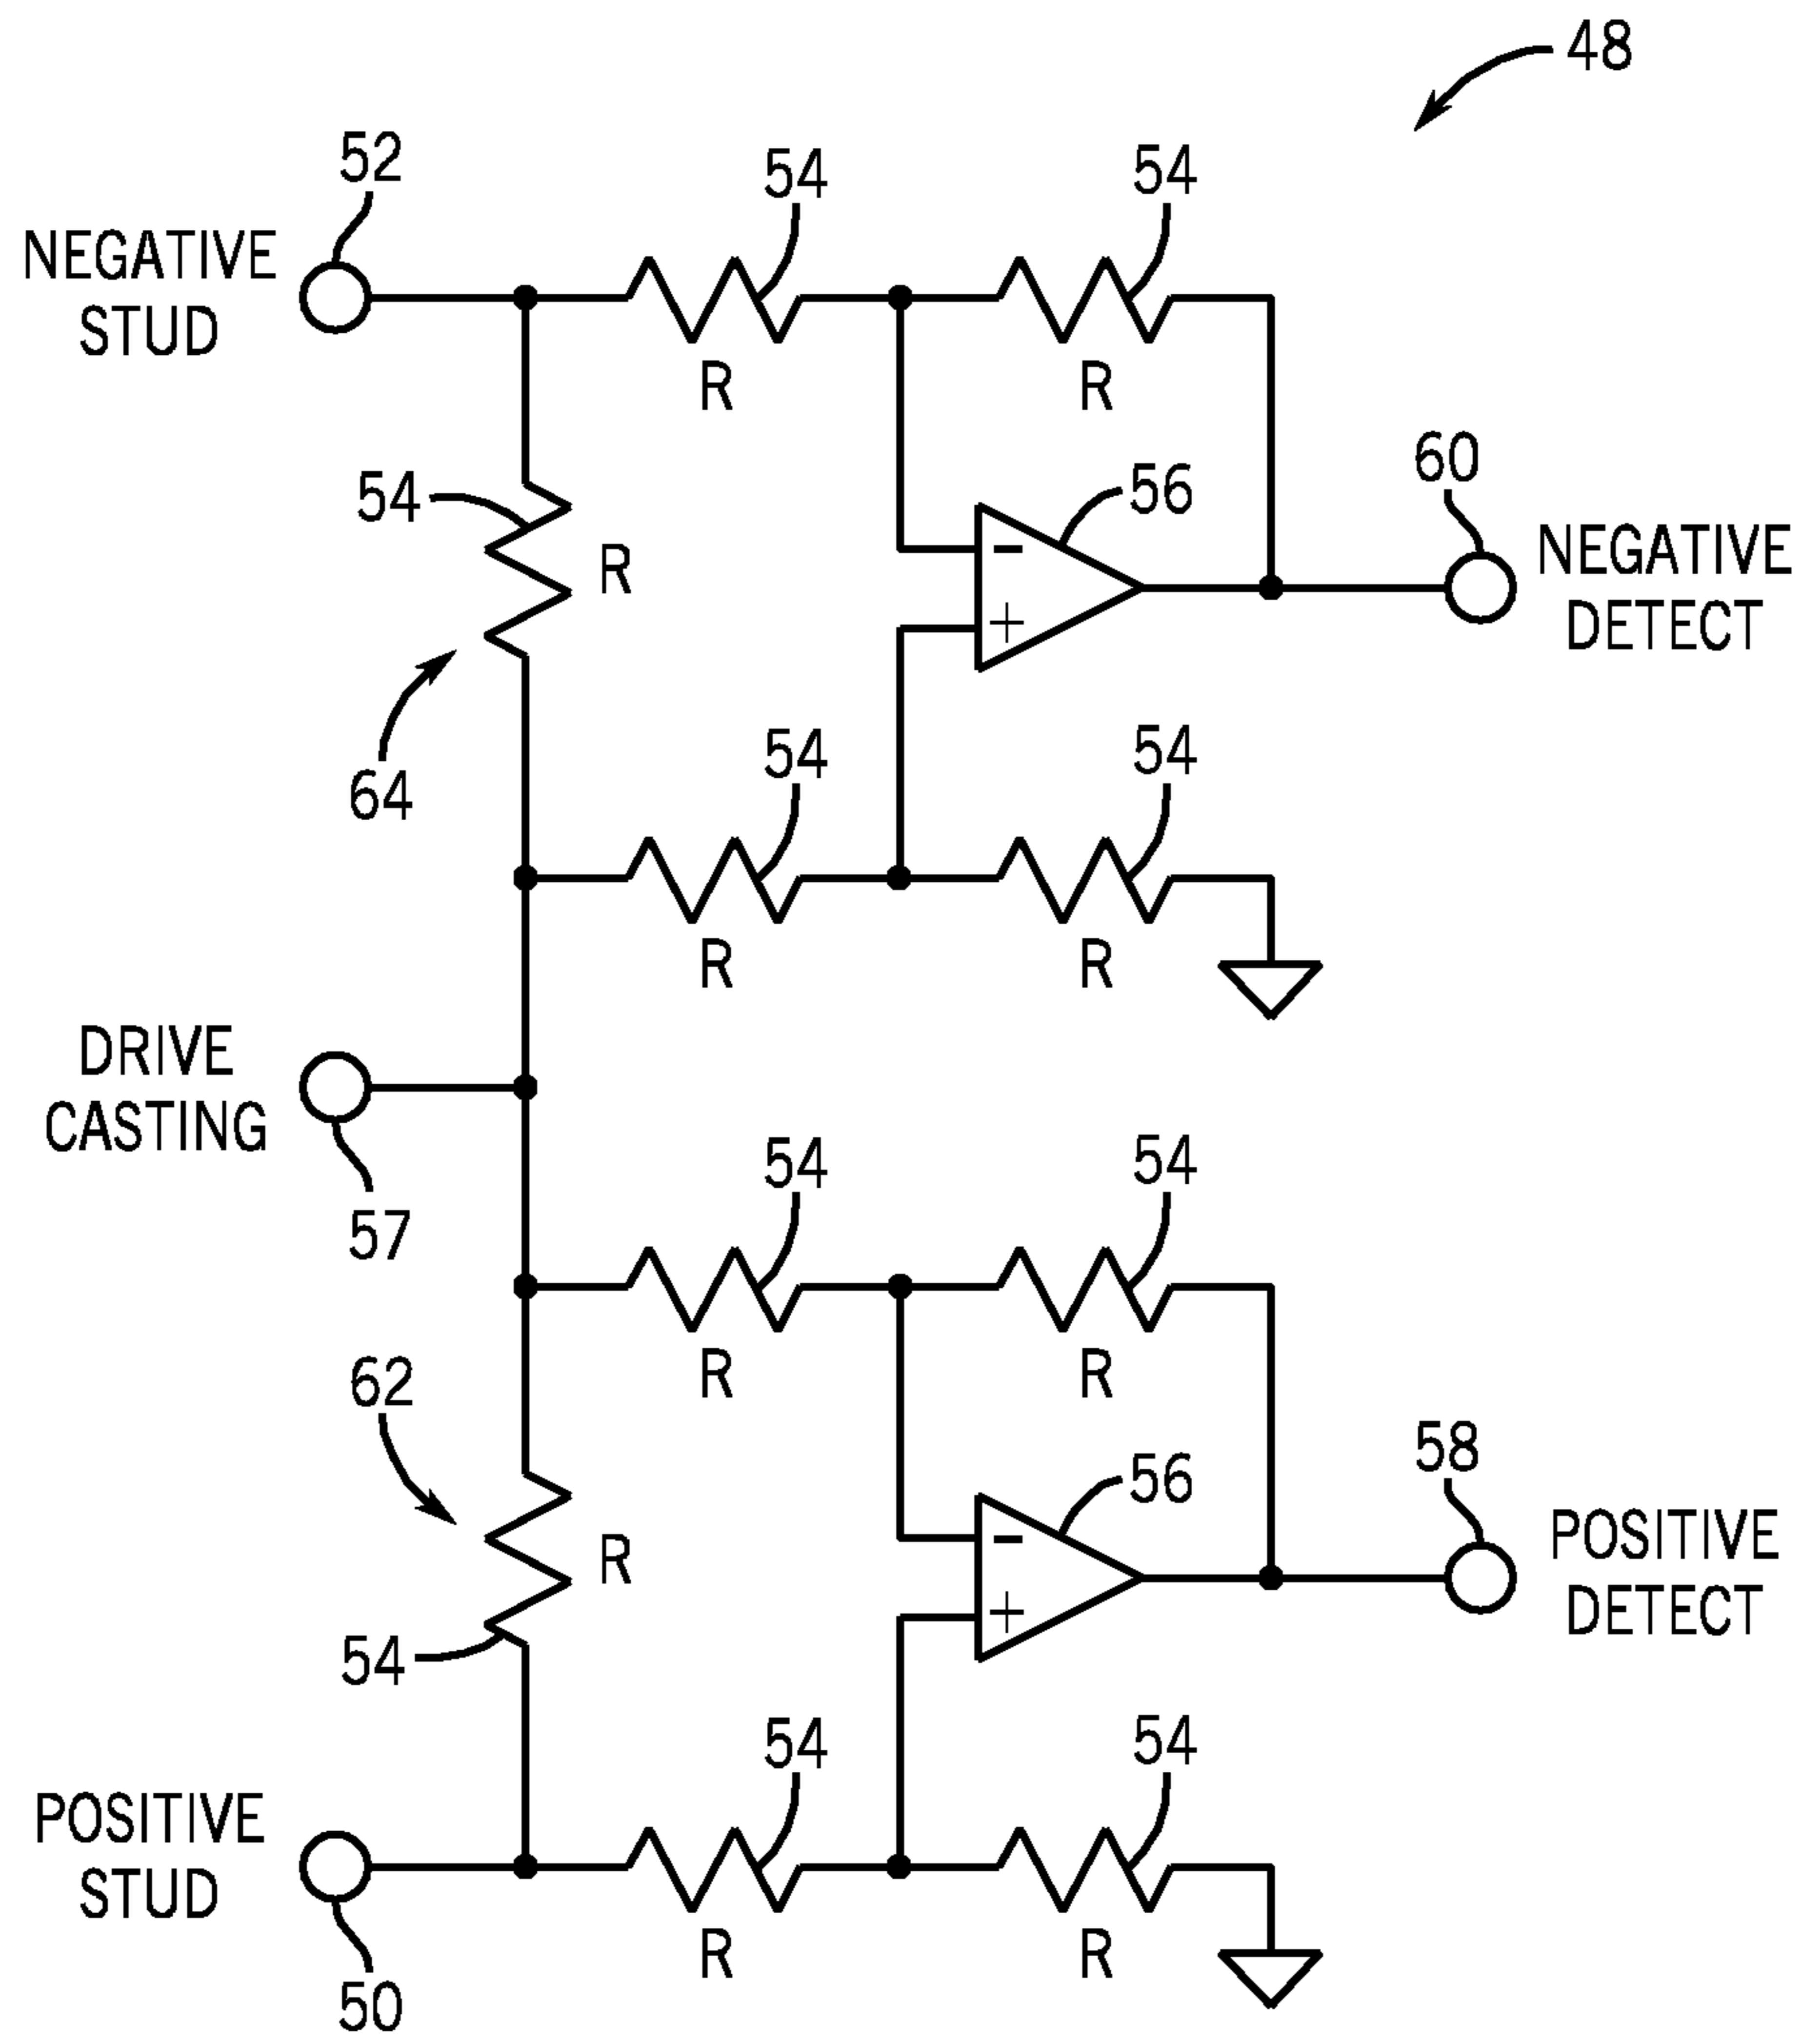 48
52
54
54
NEGATIVE
STUD
R
R
54
R
56
-
+
60
NEGATIVE
DETECT
64
54
54
R
R
DRIVE
CASTING
57
54
54
R
R
62
R
54
56
-
+
58
POSITIVE
DETECT
54
54
POSITIVE
STUD
R
R
50